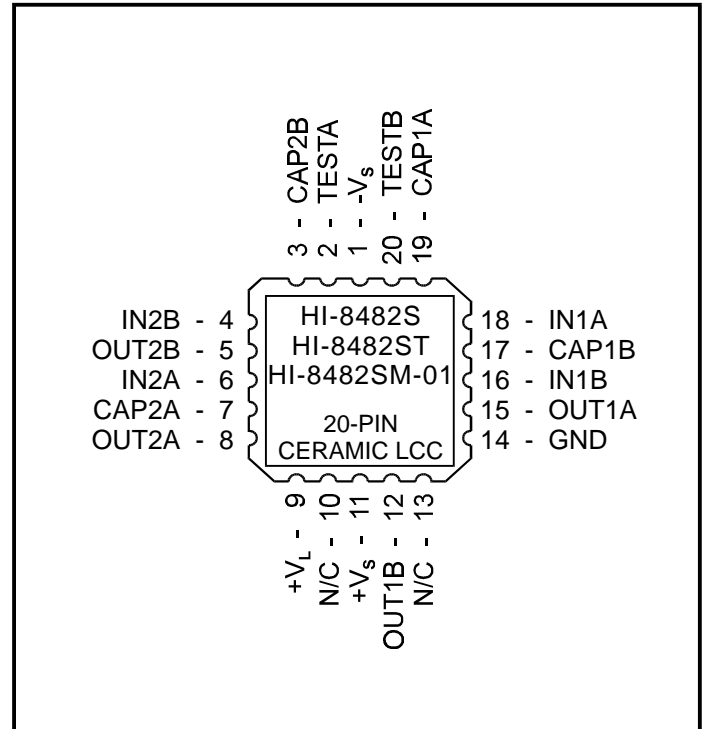 3 - CAP2B
2 - TESTA
1 - -Vs
20 - TESTB
19 - CAP1A
IN2B - 4
OUT2B - 5
IN2A - 6
CAP2A - 7
OUT2A - 8
HI-8482S
HI-8482ST
HI-8482SM-01
20-PIN
CERAMIC LCC
18 - IN1A
17 - CAP1B
16 - IN1B
15 - OUT1A
14 - GND
+VL - 9
N/C - 10
+Vs - 11
OUT1B - 12
N/C - 13